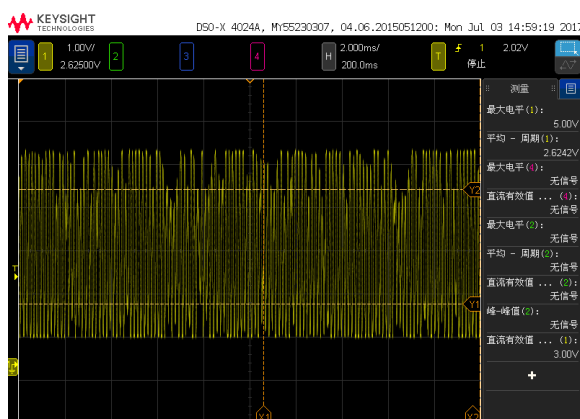 KEYSIGHT
TECHNOLOGIES
DSO-X 4024A, MY55230307, 04.06.2015051200: Mon Jul 03 14:59:19 2017
1 1.00V/ 2.62500V
2
3
4
H 2.000ms/ 200.0ms
T 1 2.02V
停止
测量
最大电平(1):
5.00V
平均 - 周期(1):
2.6242V
最大电平(4):
无信号
直流有效值 ... (4):
无信号
最大电平(2):
无信号
平均 - 周期(2):
无信号
直流有效值 ... (2):
无信号
峰-峰值(2):
无信号
直流有效值 ... (1):
3.00V
+
Y2
T
Y1
X1
X2